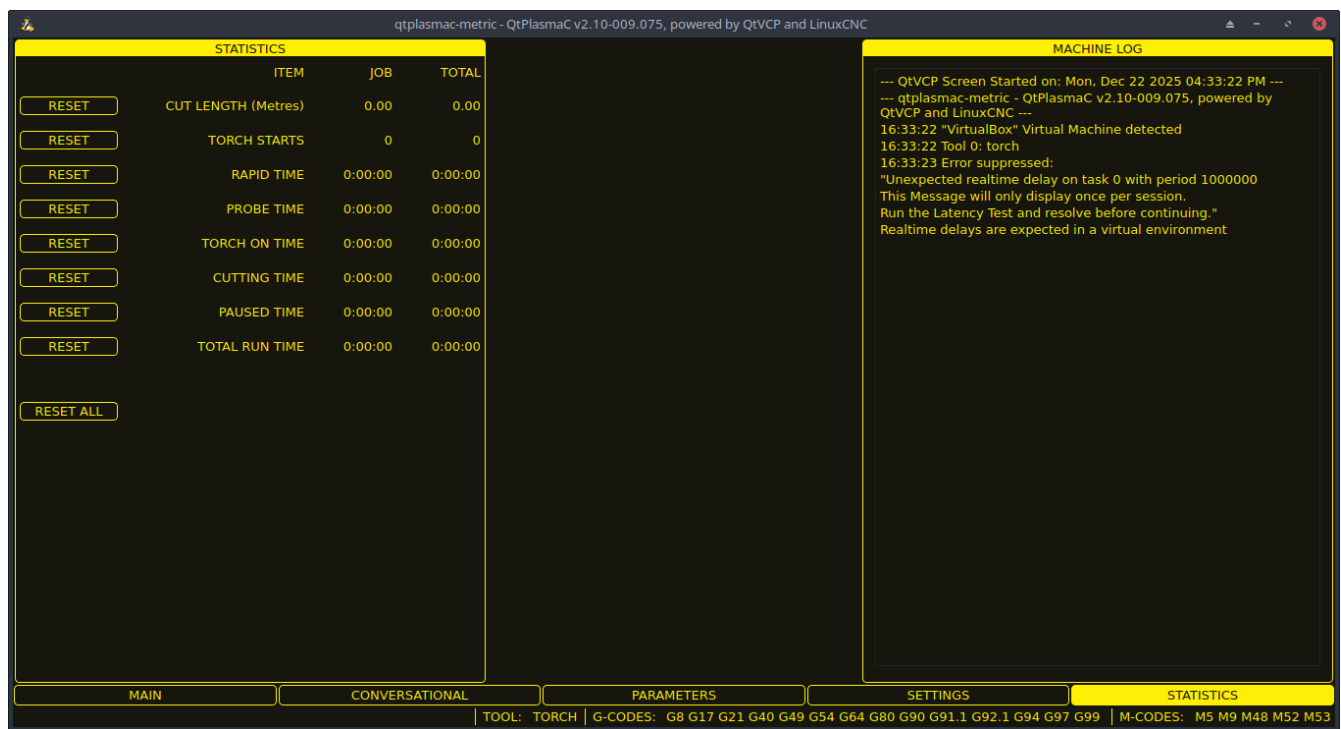 qtplasmac-metric - QtPlasmaC v2.10-009.075, powered by QtVCP and LinuxCNC
STATISTICS
ITEM JOB TOTAL
RESET CUT LENGTH (Metres) 0.00 0.00
RESET TORCH STARTS 0 0
RESET RAPID TIME 0:00:00 0:00:00
RESET PROBE TIME 0:00:00 0:00:00
RESET TORCH ON TIME 0:00:00 0:00:00
RESET CUTTING TIME 0:00:00 0:00:00
RESET PAUSED TIME 0:00:00 0:00:00
RESET TOTAL RUN TIME 0:00:00 0:00:00
RESET ALL
MACHINE LOG
--- QtVCP Screen Started on: Mon, Dec 22 2025 04:33:22 PM ---
--- qtplasmac-metric - QtPlasmaC v2.10-009.075, powered by
QtVCP and LinuxCNC ---
16:33:22 "VirtualBox" Virtual Machine detected
16:33:22 Tool 0: torch
16:33:23 Error suppressed:
"Unexpected realtime delay on task 0 with period 1000000
This Message will only display once per session.
Run the Latency Test and resolve before continuing."
Realtime delays are expected in a virtual environment
MAIN CONVERSATIONAL PARAMETERS SETTINGS STATISTICS
TOOL: TORCH G-CODES: G8 G17 G21 G40 G49 G54 G64 G80 G90 G91.1 G92.1 G94 G97 G99 M-CODES: M5 M9 M48 M52 M53